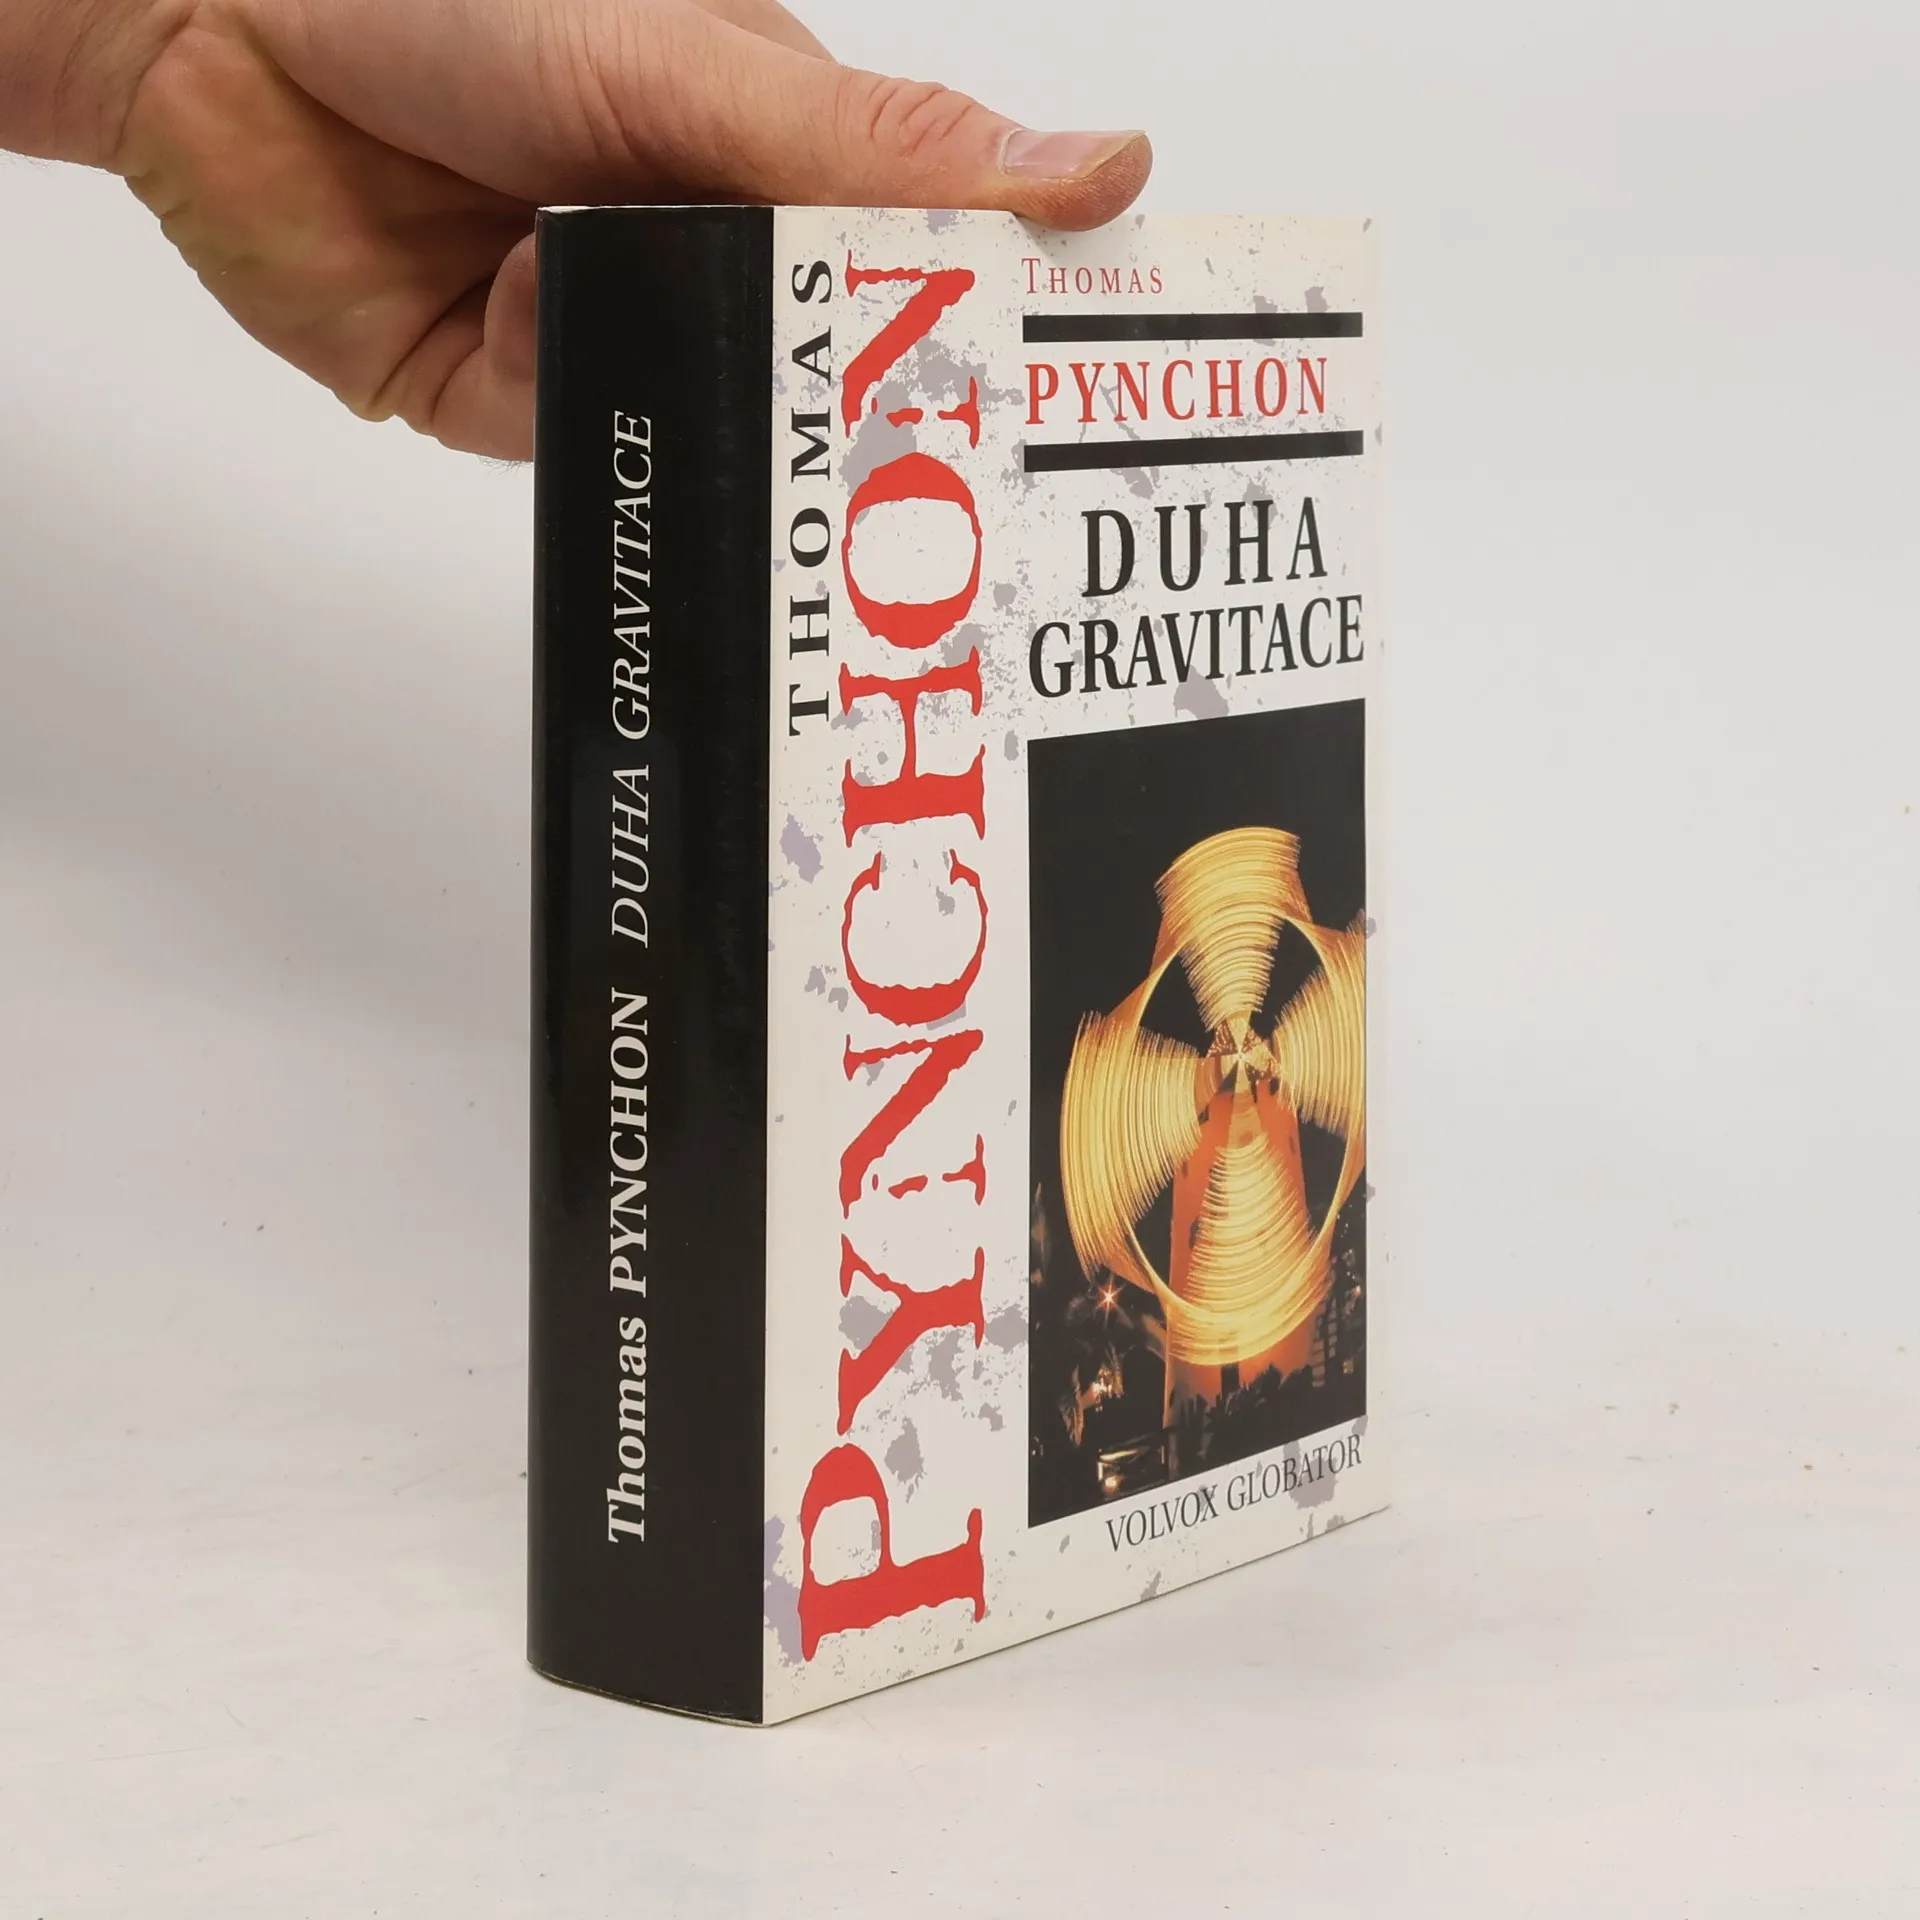 Thomas PYNCHON DUHA GRAVITACE
THOMAS
PYNCHON
THOMAS
PYNCHON
DUHA
GRAVITACE
VOLVOX GLOBATOR